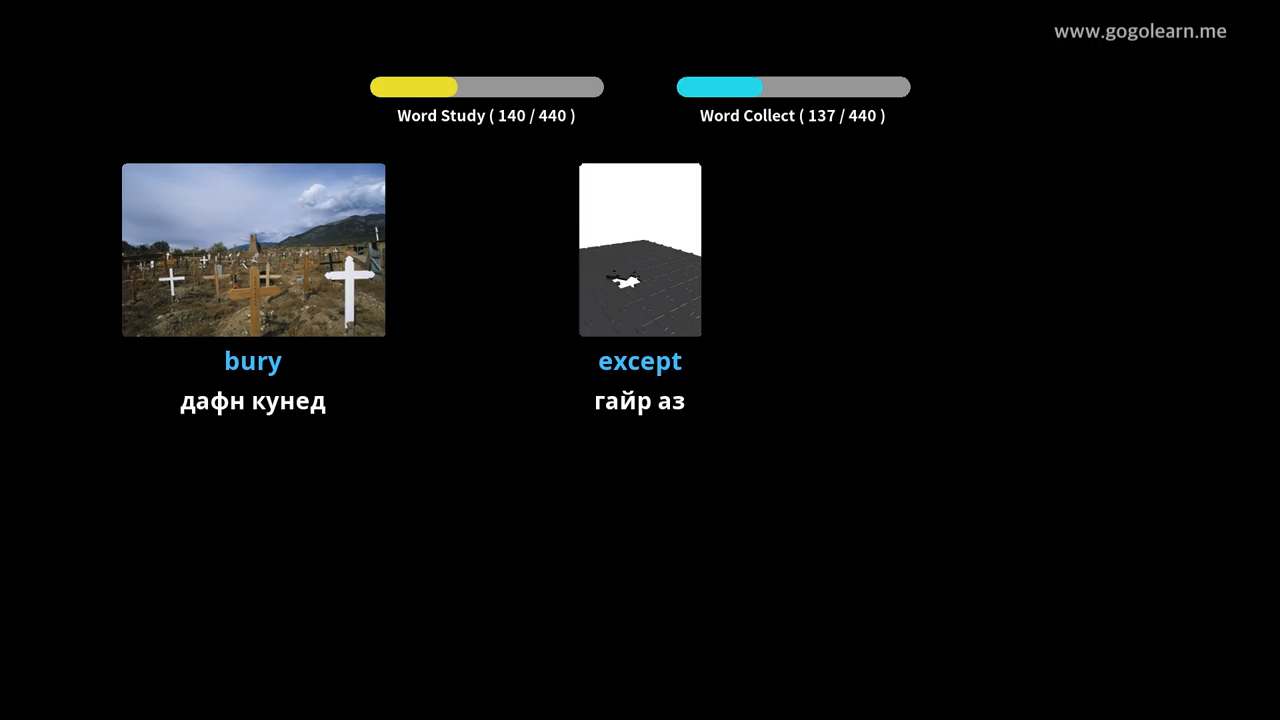 www.gogolearn.me
Word Study ( 140 / 440 )
Word Collect ( 137 / 440 )
bury
except
дафн кунед
гайр аз